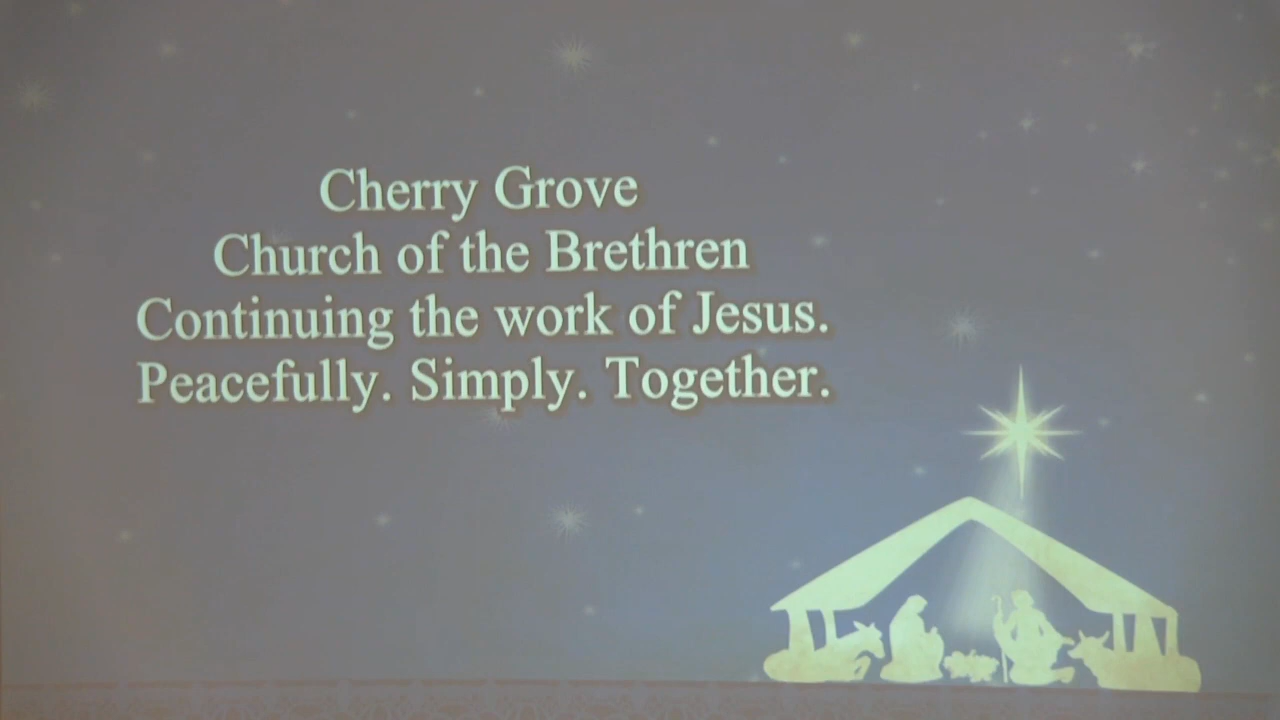 Cherry Grove
Church of the Brethren
Continuing the work of Jesus.
Peacefully. Simply. Together.